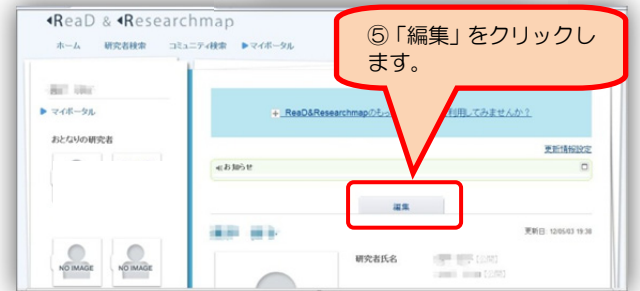 ReaD & Researchmap
ホーム 研究者検索 コミュニティ検索 マイポータル
⑤「編集」をクリックし
ます。
マイポータル
おとなりの研究者
ReaD&Researchmapのもっ
利用してみませんか？
更新情報設定
≪お知らせ
編集
更新日: 12/05/03 19:38
研究者氏名
[公開]
[公開]
NO IMAGE
NO IMAGE